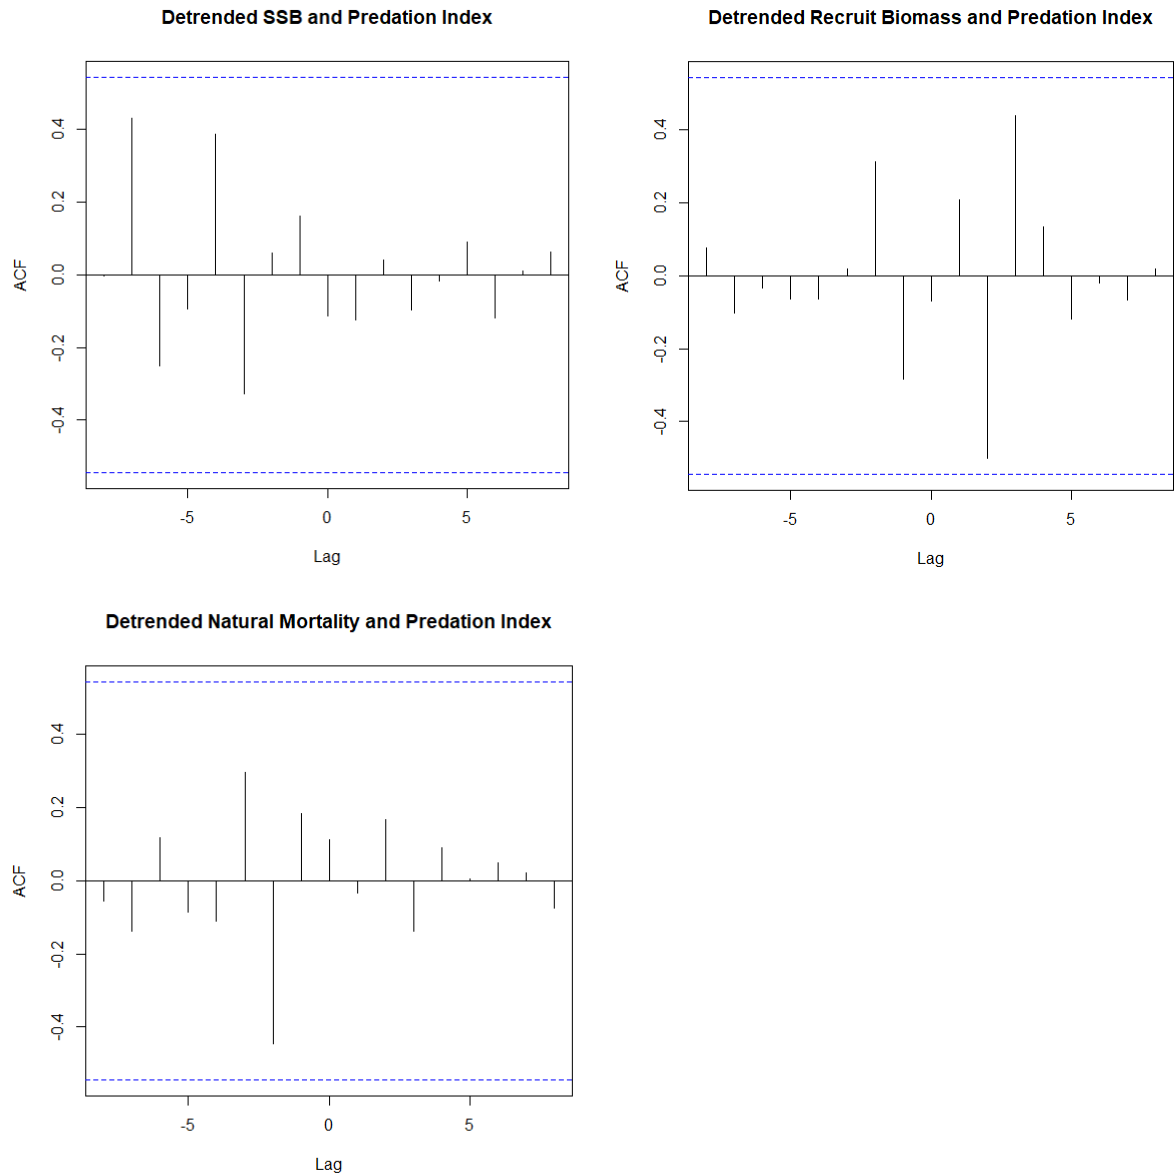 Detrended SSB and Predation Index
ACF
0.4
0.2
0.0
-0.2
-0.4
-5 0 5
Lag
Detrended Recruit Biomass and Predation Index
ACF
0.4
0.2
0.0
-0.2
-0.4
-5 0 5
Lag
Detrended Natural Mortality and Predation Index
ACF
0.4
0.2
0.0
-0.2
-0.4
-5 0 5
Lag